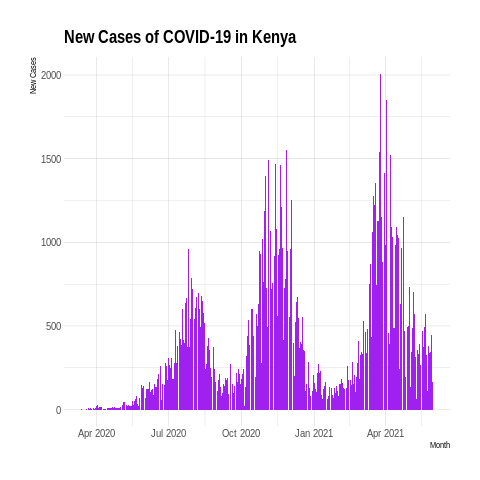 New Cases of COVID-19 in Kenya
New Cases
2000
1500
1000
500
0
Apr 2020
Jul 2020
Oct 2020
Jan 2021
Apr 2021
Month